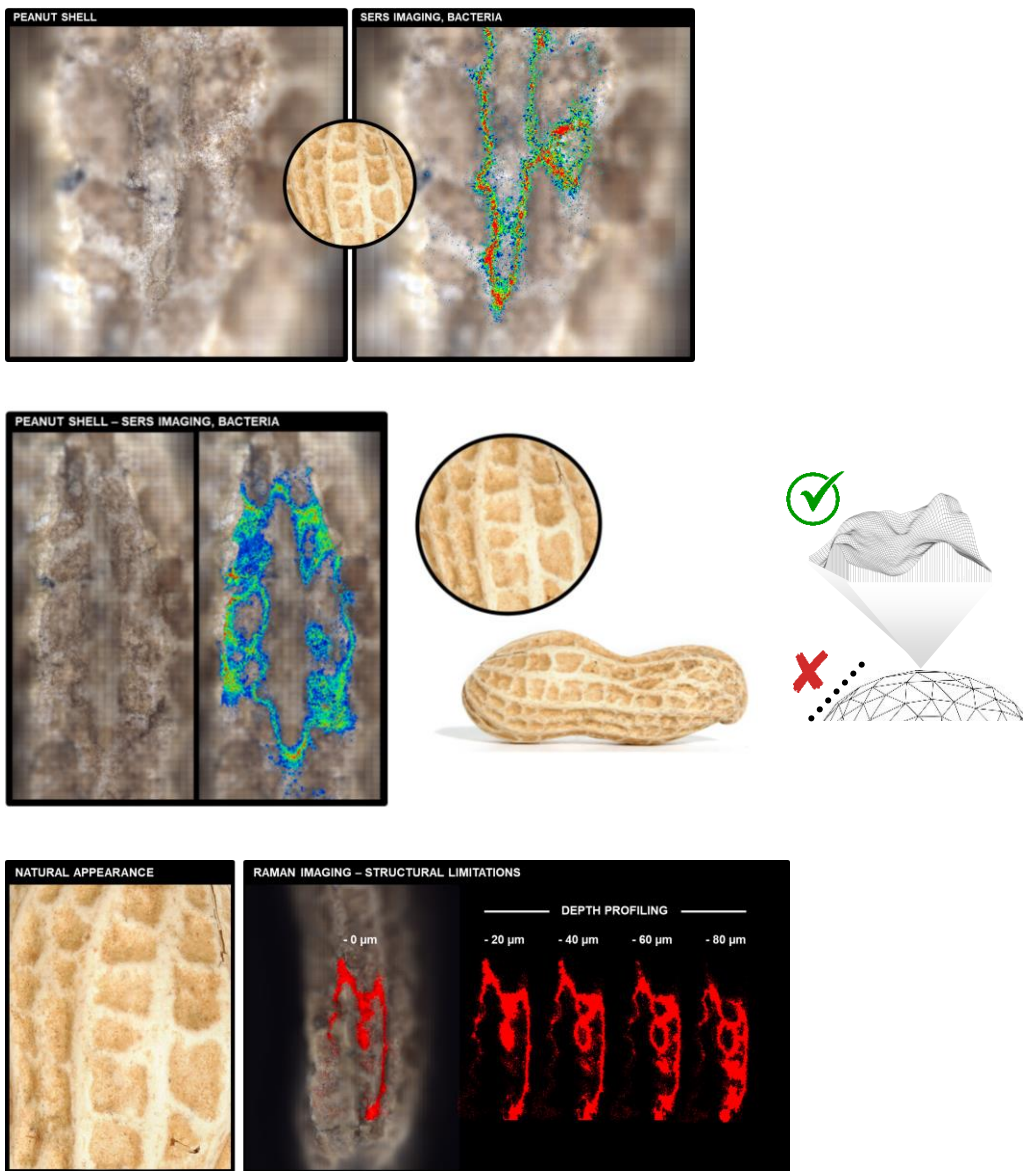 PEANUT SHELL
SERS IMAGING, BACTERIA
PEANUT SHELL – SERS IMAGING, BACTERIA
NATURAL APPEARANCE
RAMAN IMAGING – STRUCTURAL LIMITATIONS
DEPTH PROFILING
- 0 µm
- 20 µm
- 40 µm
- 60 µm
- 80 µm